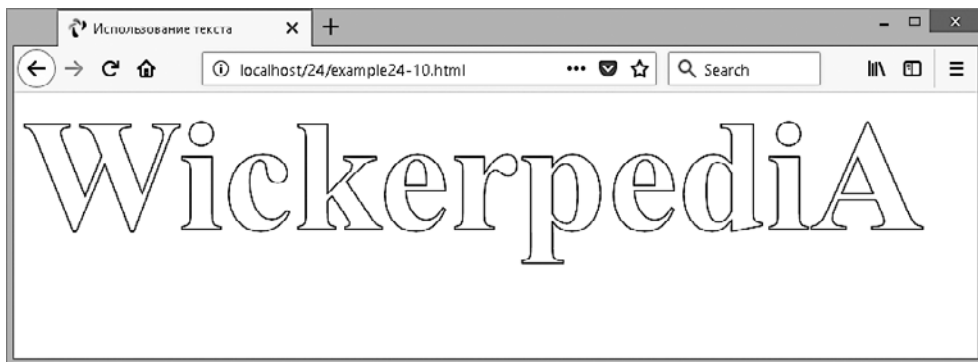 Использование текста
localhost/24/example24-10.html
Search
WickerpediA